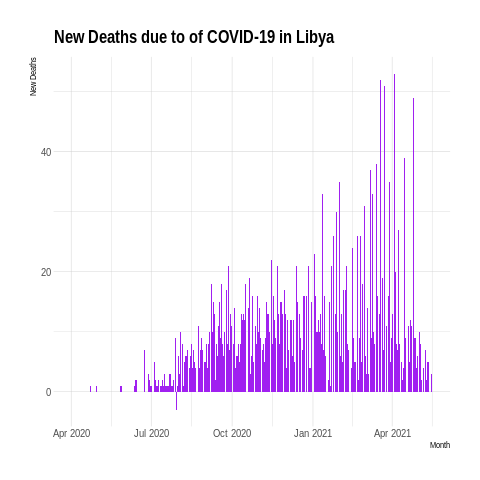 New Deaths due to of COVID-19 in Libya
New Deaths
40
20
0
Apr 2020 Jul 2020 Oct 2020 Jan 2021 Apr 2021
Month